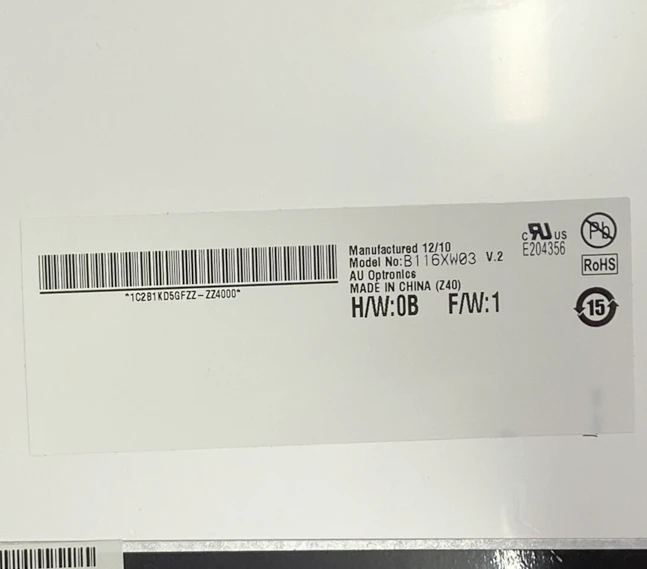 Manufactured 12/10
Model No:B116XW03 V.2
AU Optronics
MADE IN CHINA (Z40)
H/W:0B F/W:1
*1C2B1KD5GFZZ-ZZ4000*
c RU US
E204356
Pb
RoHS
15